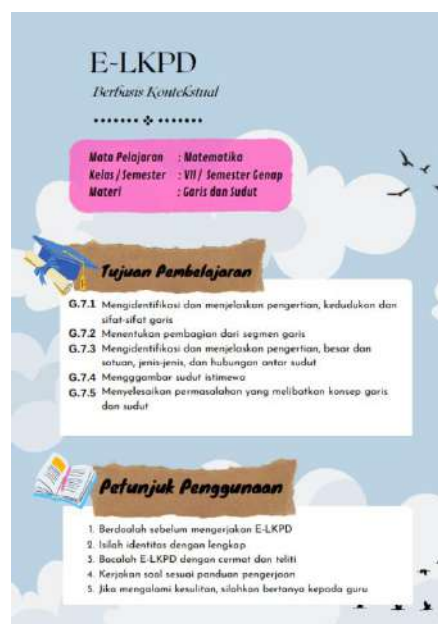 E-LKPD
Berbasis Kontekstual
Mata Pelajaran : Matematika
Kelas / Semester : VII / Semester Genap
Materi : Garis dan Sudut
Tujuan Pembelajaran
G.7.1 Mengidentifikasi dan menjelaskan pengertian, kedudukan dan
sifat-sifat garis
G.7.2 Menentukan pembagian dari segmen garis
G.7.3 Mengidentifikasi dan menjelaskan pengertian, besar dan
satuan, jenis-jenis, dan hubungan antar sudut
G.7.4 Mengggambar sudut istimewa
G.7.5 Menyelesaikan permasalahan yang melibatkan konsep garis
dan sudut
Petunjuk Penggunaan
1. Berdoalah sebelum mengerjakan E-LKPD
2. Isilah identitas dengan lengkap
3. Bacalah E-LKPD dengan cermat dan teliti
4. Kerjakan soal sesuai panduan pengerjaan
5. Jika mengalami kesulitan, silahkan bertanya kepada guru